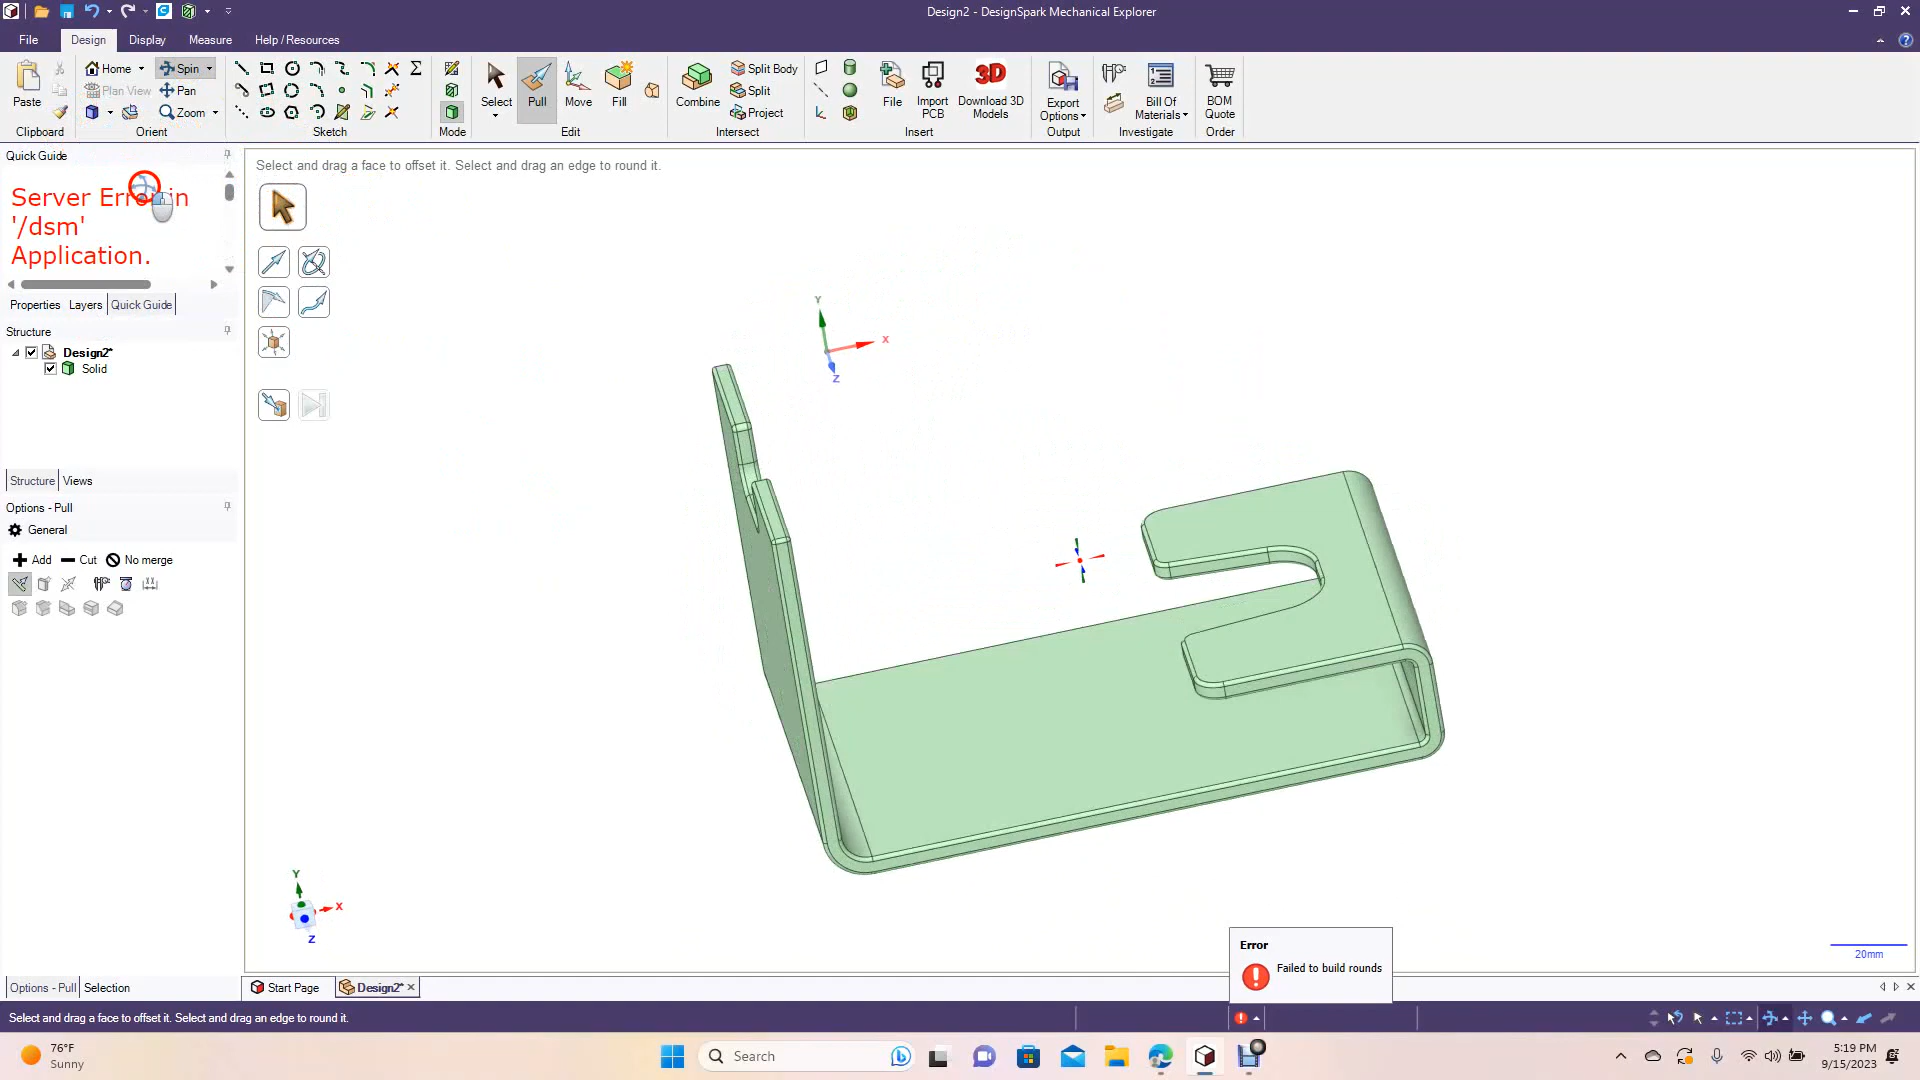 Design2 - DesignSpark Mechanical Explorer
File
Design
Display
Measure
Help / Resources
Paste
Clipboard
Home
Spin
Plan View
Pan
Zoom
Orient
Sketch
Mode
Select
Pull
Move
Fill
Edit
Combine
Split Body
Split
Project
Intersect
File
Import
PCB
Download 3D
Models
Insert
3D
Export
Options
Output
Bill Of
Materials
Investigate
BOM
Quote
Order
Quick Guide
Server Error in
'/dsm'
Application.
Properties
Layers
Quick Guide
Structure
Design2*
Solid
Structure
Views
Options - Pull
General
Add
Cut
No merge
Options - Pull
Selection
Select and drag a face to offset it. Select and drag an edge to round it.
Y
X
Z
Y
X
Z
20mm
Error
Failed to build rounds
Start Page
Design2*
Select and drag a face to offset it. Select and drag an edge to round it.
76°F
Sunny
Search
5:19 PM
9/15/2023